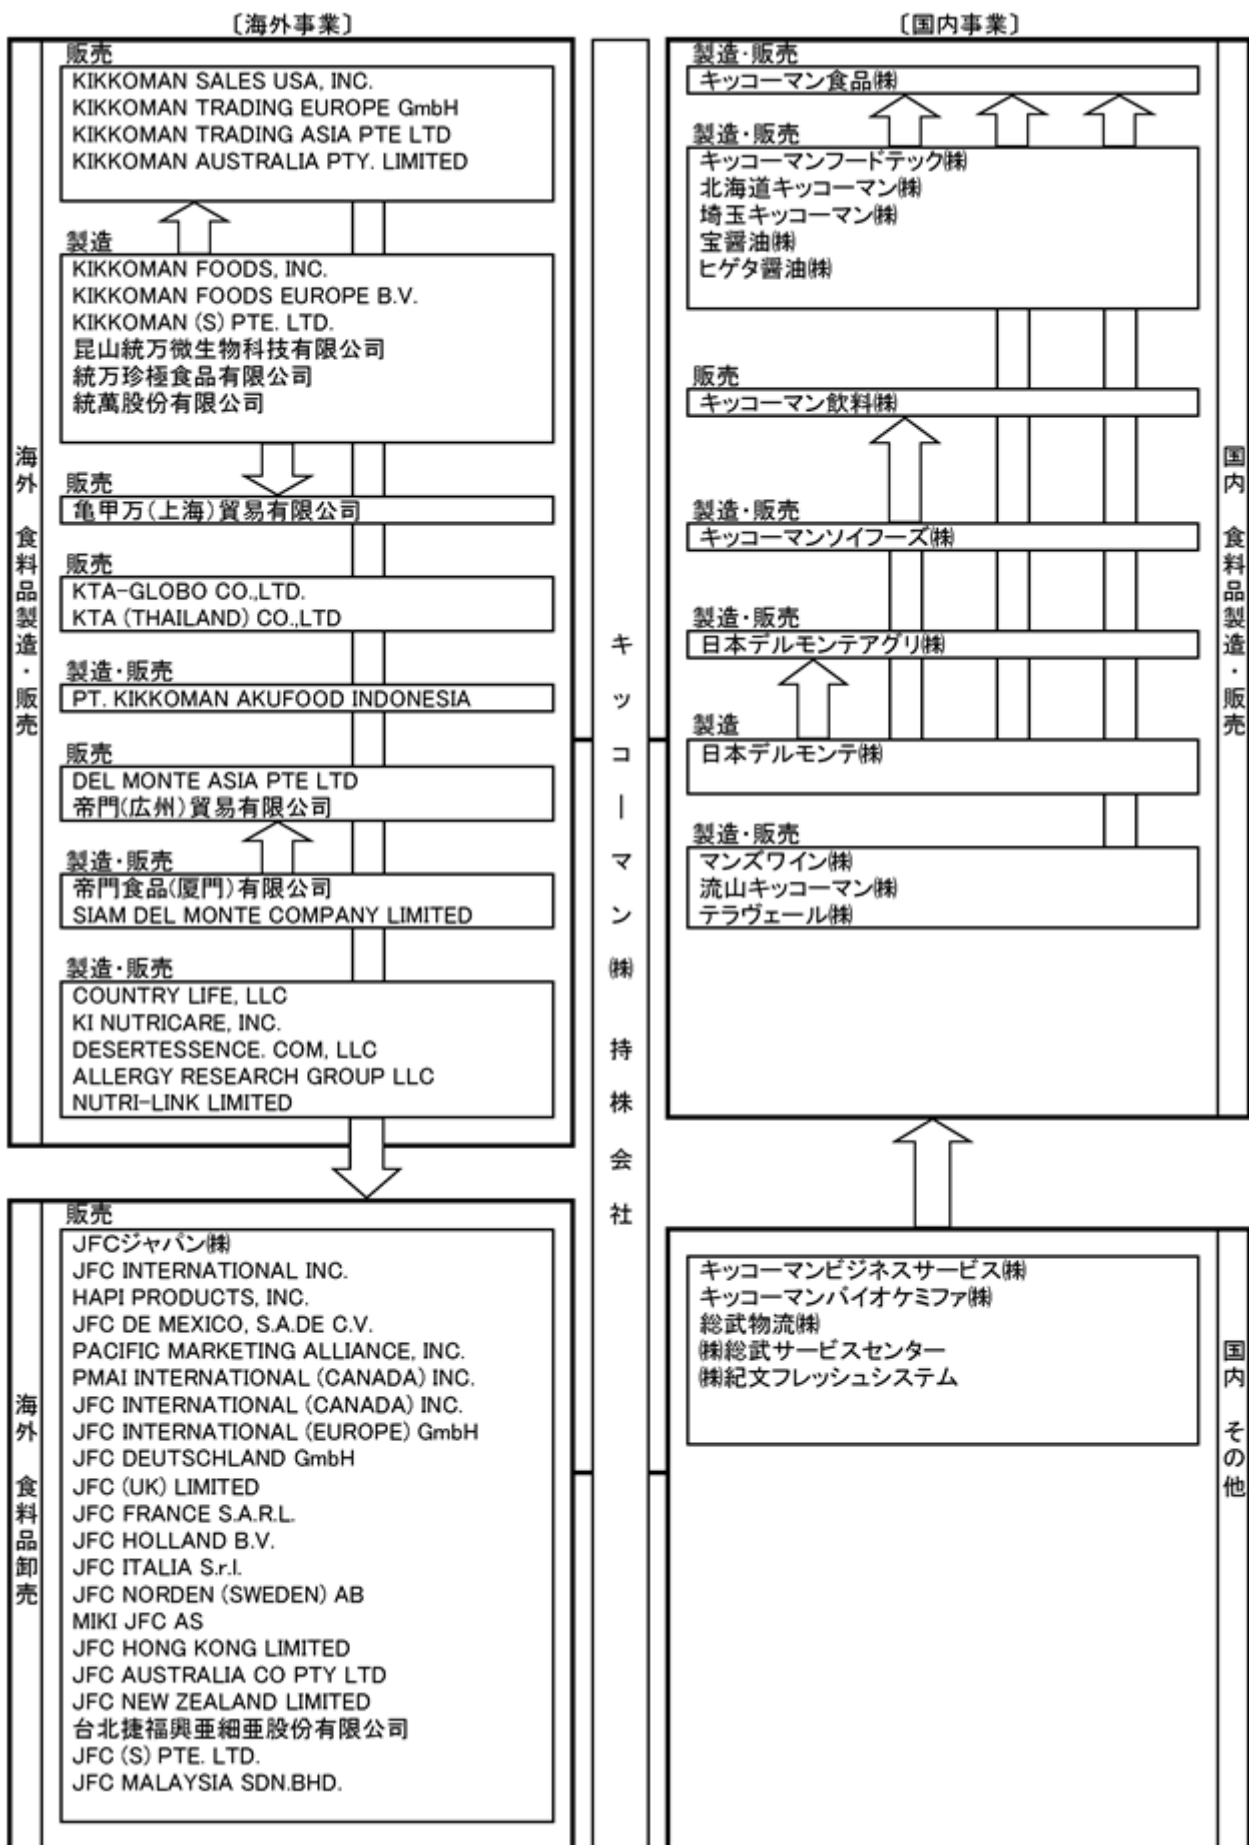 〔海外事業〕
海外 食料品製造・販売
販売
KIKKOMAN SALES USA, INC.
KIKKOMAN TRADING EUROPE GmbH
KIKKOMAN TRADING ASIA PTE LTD
KIKKOMAN AUSTRALIA PTY. LIMITED
製造
KIKKOMAN FOODS, INC.
KIKKOMAN FOODS EUROPE B.V.
KIKKOMAN (S) PTE. LTD.
昆山統万微生物科技有限公司
統万珍極食品有限公司
統萬股份有限公司
販売
亀甲万(上海)貿易有限公司
販売
KTA-GLOBO CO.,LTD.
KTA (THAILAND) CO.,LTD
製造・販売
PT. KIKKOMAN AKUFOOD INDONESIA
販売
DEL MONTE ASIA PTE LTD
帝門(広州)貿易有限公司
製造・販売
帝門食品(厦門)有限公司
SIAM DEL MONTE COMPANY LIMITED
製造・販売
COUNTRY LIFE, LLC
KI NUTRICARE, INC.
DESERTESSENCE. COM, LLC
ALLERGY RESEARCH GROUP LLC
NUTRI-LINK LIMITED
海外 食料品卸売
販売
JFCジャパン㈱
JFC INTERNATIONAL INC.
HAPI PRODUCTS, INC.
JFC DE MEXICO, S.A.DE C.V.
PACIFIC MARKETING ALLIANCE, INC.
PMAI INTERNATIONAL (CANADA) INC.
JFC INTERNATIONAL (CANADA) INC.
JFC INTERNATIONAL (EUROPE) GmbH
JFC DEUTSCHLAND GmbH
JFC (UK) LIMITED
JFC FRANCE S.A.R.L.
JFC HOLLAND B.V.
JFC ITALIA S.r.l.
JFC NORDEN (SWEDEN) AB
MIKI JFC AS
JFC HONG KONG LIMITED
JFC AUSTRALIA CO PTY LTD
JFC NEW ZEALAND LIMITED
台北捷福興亜細亜股份有限公司
JFC (S) PTE. LTD.
JFC MALAYSIA SDN.BHD.
キッコーマン㈱ 持株会社
〔国内事業〕
国内 食料品製造・販売
製造・販売
キッコーマン食品㈱
製造・販売
キッコーマンフードテック㈱
北海道キッコーマン㈱
埼玉キッコーマン㈱
宝醤油㈱
ヒゲタ醤油㈱
販売
キッコーマン飲料㈱
製造・販売
キッコーマンソイフーズ㈱
製造・販売
日本デルモンテアグリ㈱
製造
日本デルモンテ㈱
製造・販売
マンズワイン㈱
流山キッコーマン㈱
テラヴェール㈱
国内 その他
キッコーマンビジネスサービス㈱
キッコーマンバイオケミファ㈱
総武物流㈱
㈱総武サービスセンター
㈱紀文フレッシュシステム